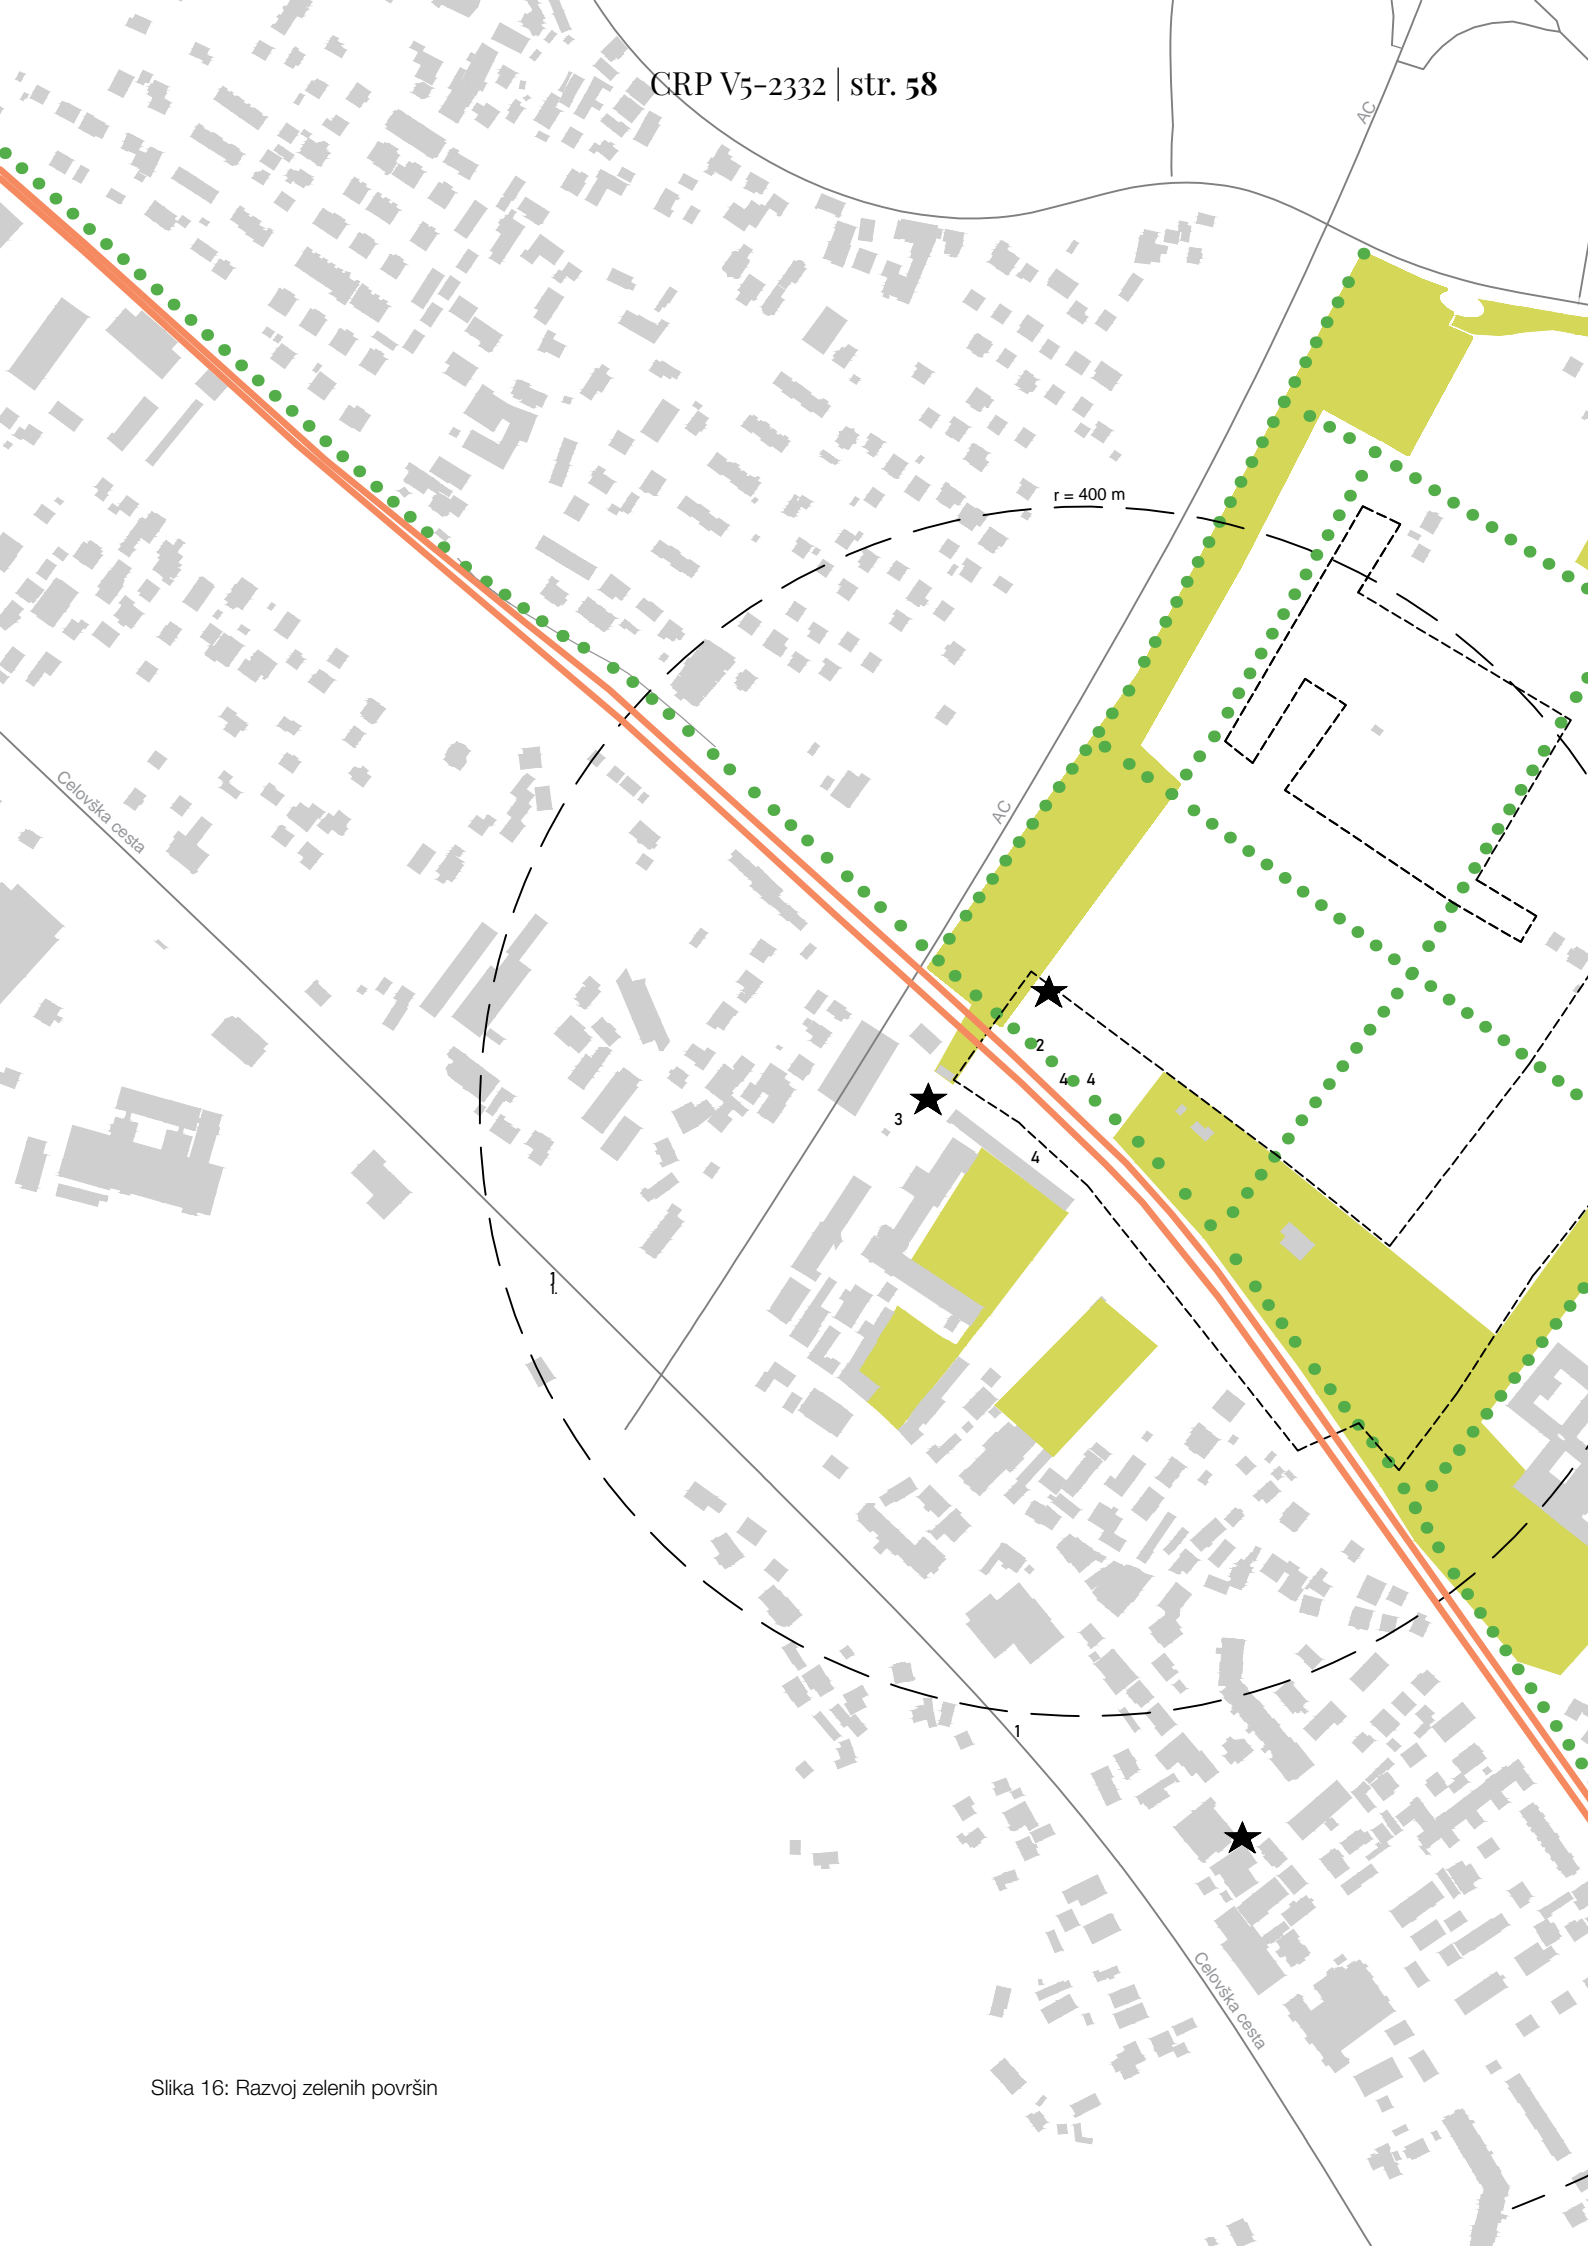 CRP V5-2332 | str. 58
AC
r = 400 m
Celovška cesta
AC
2
4 4
3
4
1
1.
1
Celovška cesta
Slika 16: Razvoj zelenih površin